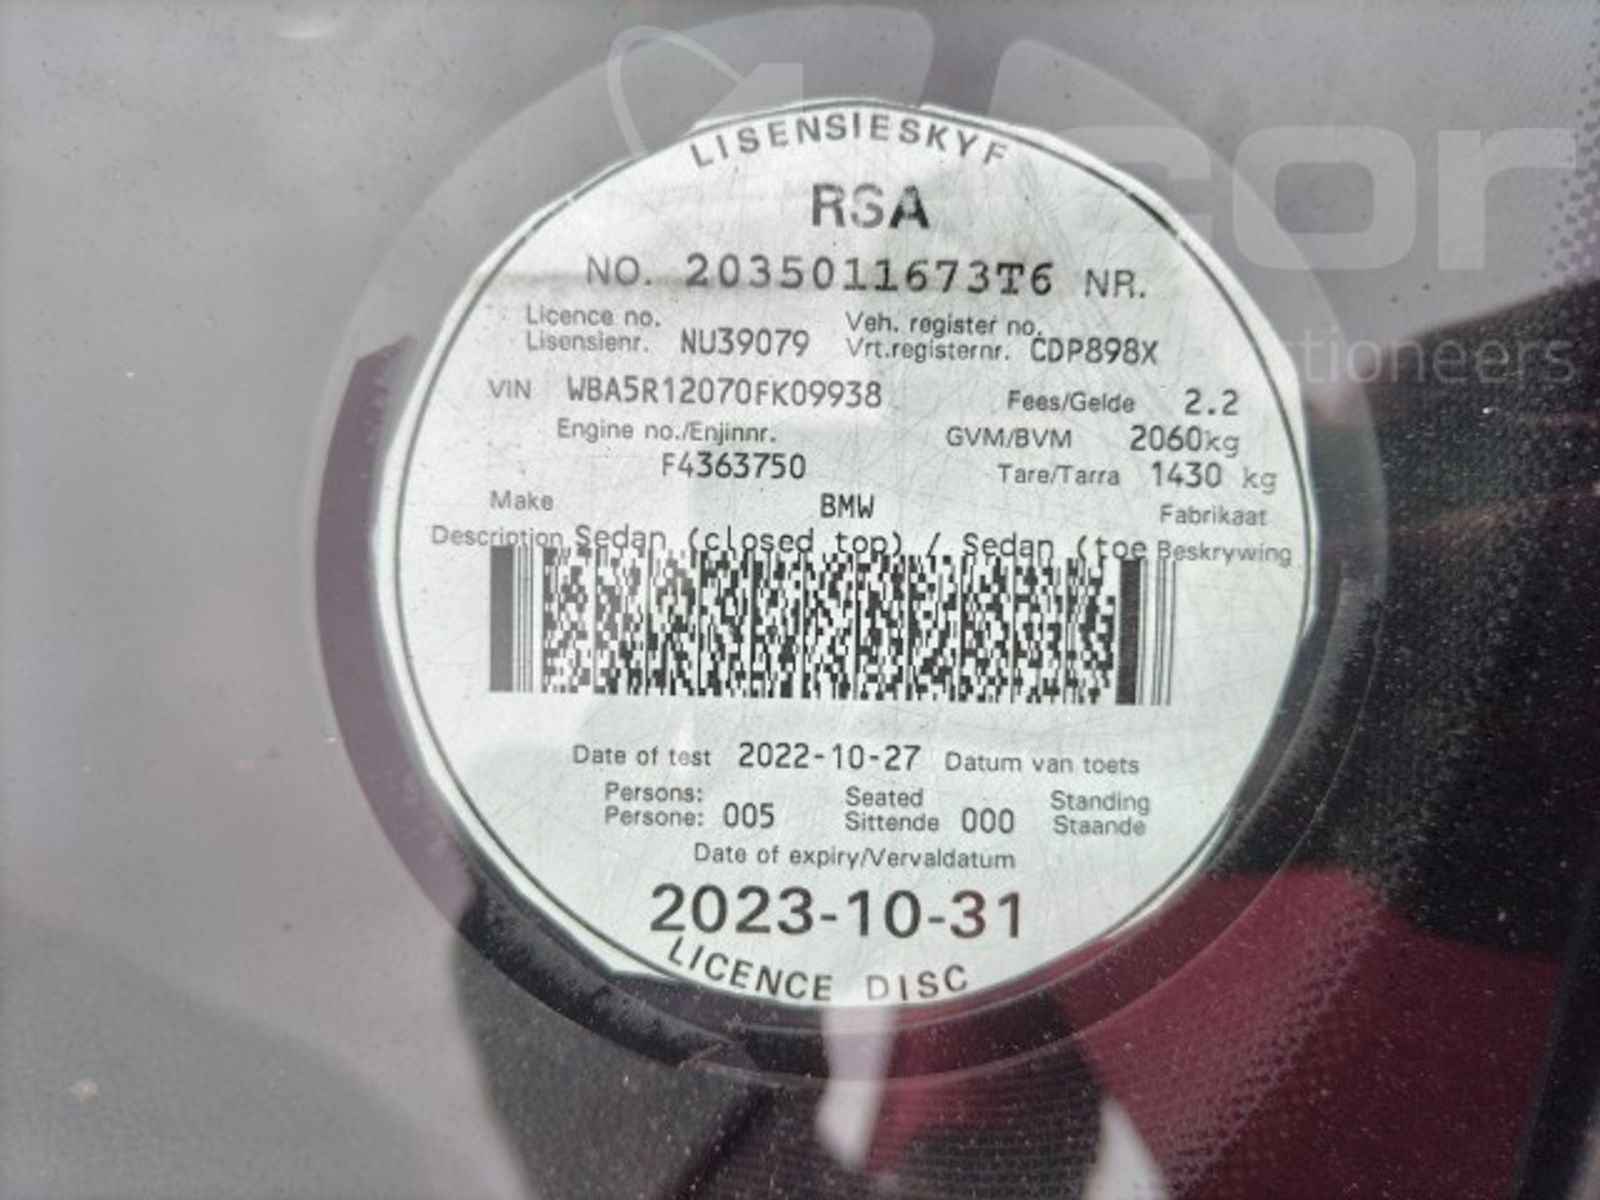 LISENSIESKYF
RSA
NO. 2035011673T6 NR.
Licence no. Veh. register no.
Lisensienr. NU39079 Vrt.registernr. CDP898X
VIN WBA5R12070FK09938 Fees/Gelde 2.2
Engine no./Enjinnr. GVM/BVM 2060kg
F4363750 Tare/Tarra 1430 kg
Make BMW Fabrikaat
Description Sedan (closed top) / Sedan (toe Beskrywing
Date of test 2022-10-27 Datum van toets
Persons: Seated Standing
Persone: 005 Sittende 000 Staande
Date of expiry/Vervaldatum
2023-10-31
LICENCE DISC